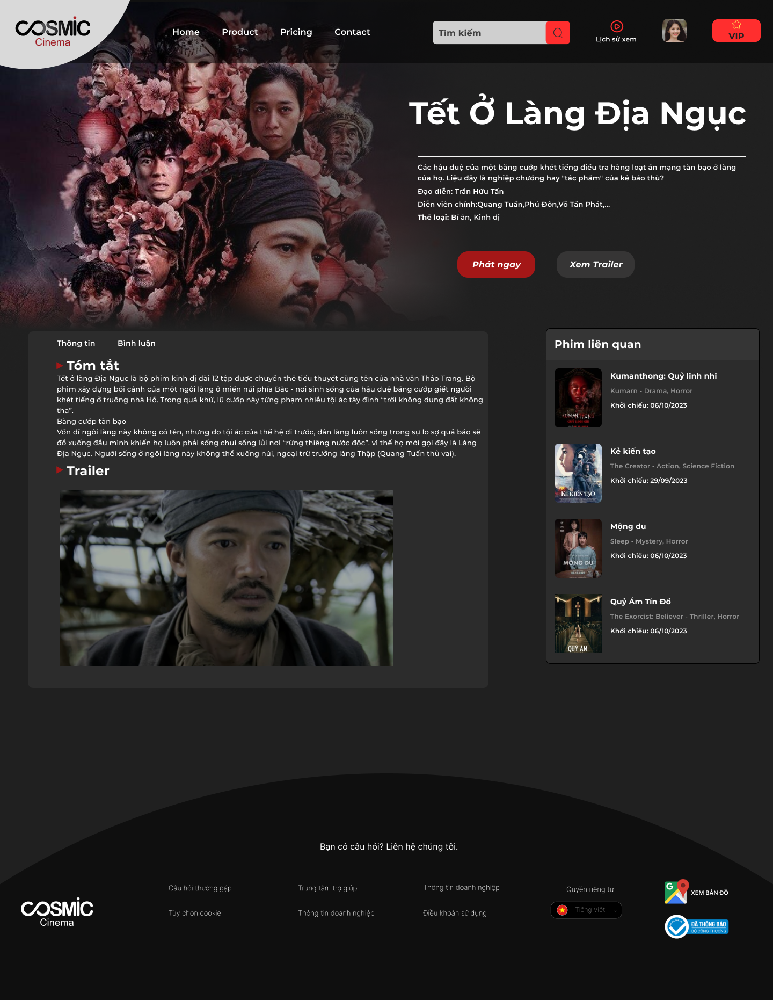 COSMIC
Cinema
Home
Product
Pricing
Contact
Tìm kiếm
Lịch sử xem
VIP
Tết Ở Làng Địa Ngục
Các hậu duệ của một băng cướp khét tiếng điều tra hàng loạt án mạng tàn bạo ở làng
của họ. Liệu đây là nghiệp chướng hay "tác phẩm" của kẻ báo thù?
Đạo diễn: Trần Hữu Tấn
Diễn viên chính:Quang Tuấn,Phú Đôn,Võ Tấn Phát,...
Thể loại: Bí ẩn, Kinh dị
Phát ngay
Xem Trailer
Thông tin
Bình luận
Tóm tắt
Tết ở làng Địa Ngục là bộ phim kinh dị dài 12 tập được chuyển thể tiểu thuyết cùng tên của nhà văn Thảo Trang. Bộ
phim xây dựng bối cảnh của một ngôi làng ở miền núi phía Bắc - nơi sinh sống của hậu duệ băng cướp giết người
khét tiếng ở truông nhà Hồ. Trong quá khứ, lũ cướp này từng phạm nhiều tội ác tày đình “trời không dung đất không
tha”.
Băng cướp tàn bạo
Vốn dĩ ngôi làng này không có tên, nhưng do tội ác của thế hệ đi trước, dân làng luôn sống trong sự lo sợ quả báo sẽ
đổ xuống đầu mình khiến họ luôn phải sống chui sống lủi nơi “rừng thiêng nước độc”, vì thế họ mới gọi đây là Làng
Địa Ngục. Người sống ở ngôi làng này không thể xuống núi, ngoại trừ trưởng làng Thập (Quang Tuấn thủ vai).
Trailer
Phim liên quan
KUMANTHONG
QUỶ LINH NHI
Kumanthong: Quỷ linh nhi
Kumarn - Drama, Horror
Khởi chiếu: 06/10/2023
KẺ KIẾN TẠO
Kẻ kiến tạo
The Creator - Action, Science Fiction
Khởi chiếu: 29/09/2023
MỘNG DU
06.10.2023
Mộng du
Sleep - Mystery, Horror
Khởi chiếu: 06/10/2023
QUỶ ÁM
Quỷ Ám Tín Đồ
The Exorcist: Believer - Thriller, Horror
Khởi chiếu: 06/10/2023
Bạn có câu hỏi? Liên hệ chúng tôi.
COSMIC
Cinema
Câu hỏi thường gặp
Trung tâm trợ giúp
Thông tin doanh nghiệp
Quyền riêng tư
Tùy chọn cookie
Thông tin doanh nghiệp
Điều khoản sử dụng
Tiếng Việt
G
XEM BẢN ĐỒ
ĐÃ THÔNG BÁO
BỘ CÔNG THƯƠNG